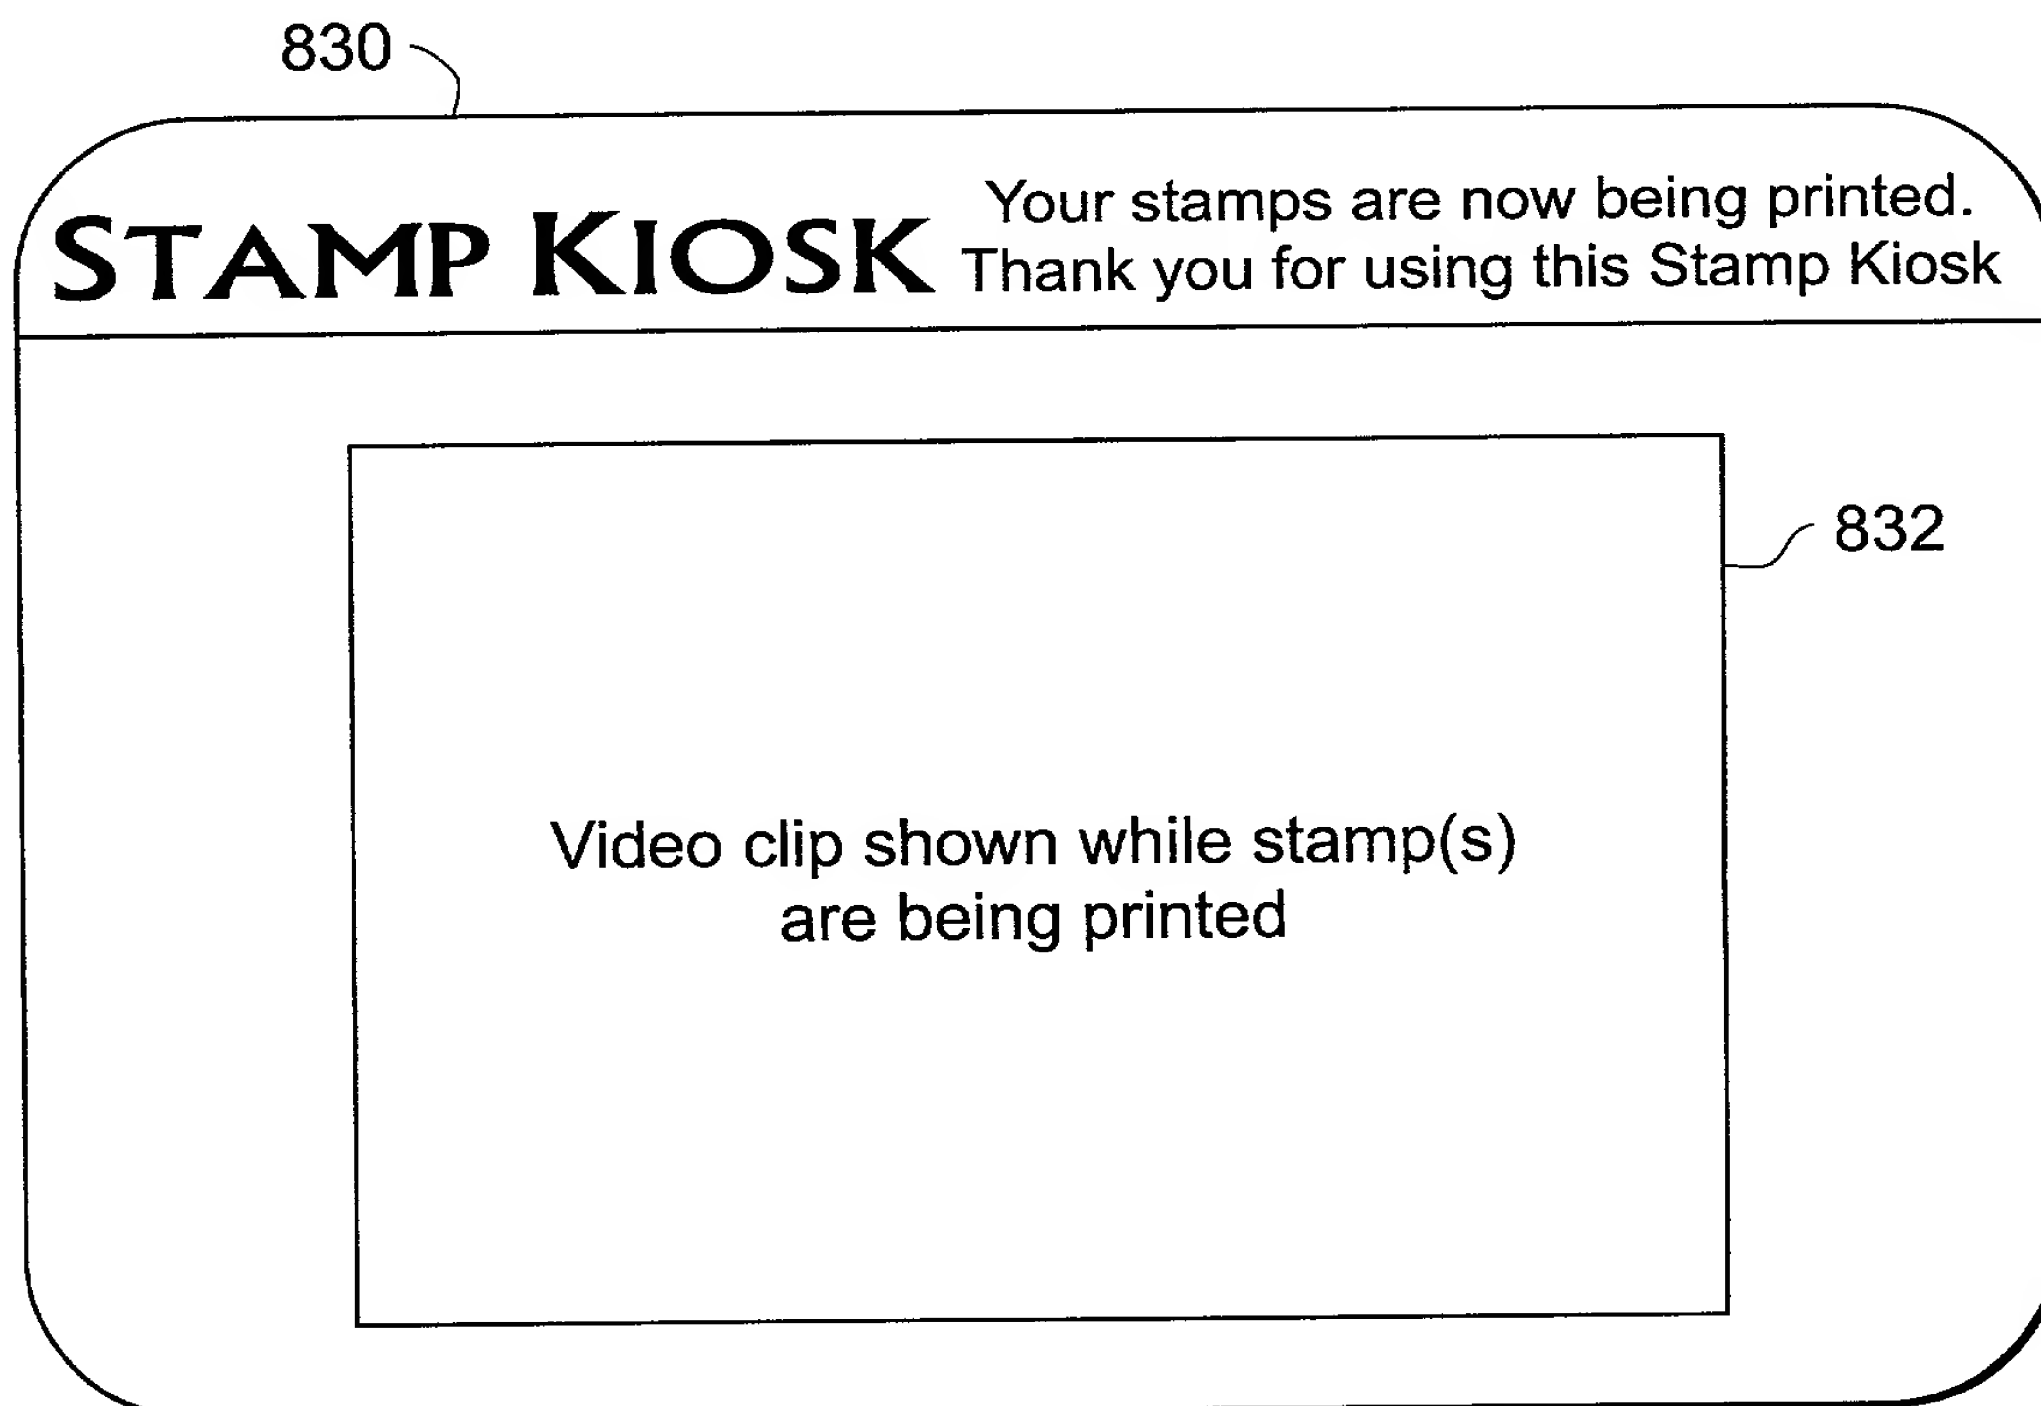 830
STAMP KIOSK
Your stamps are now being printed.
Thank you for using this Stamp Kiosk
832
Video clip shown while stamp(s)
are being printed